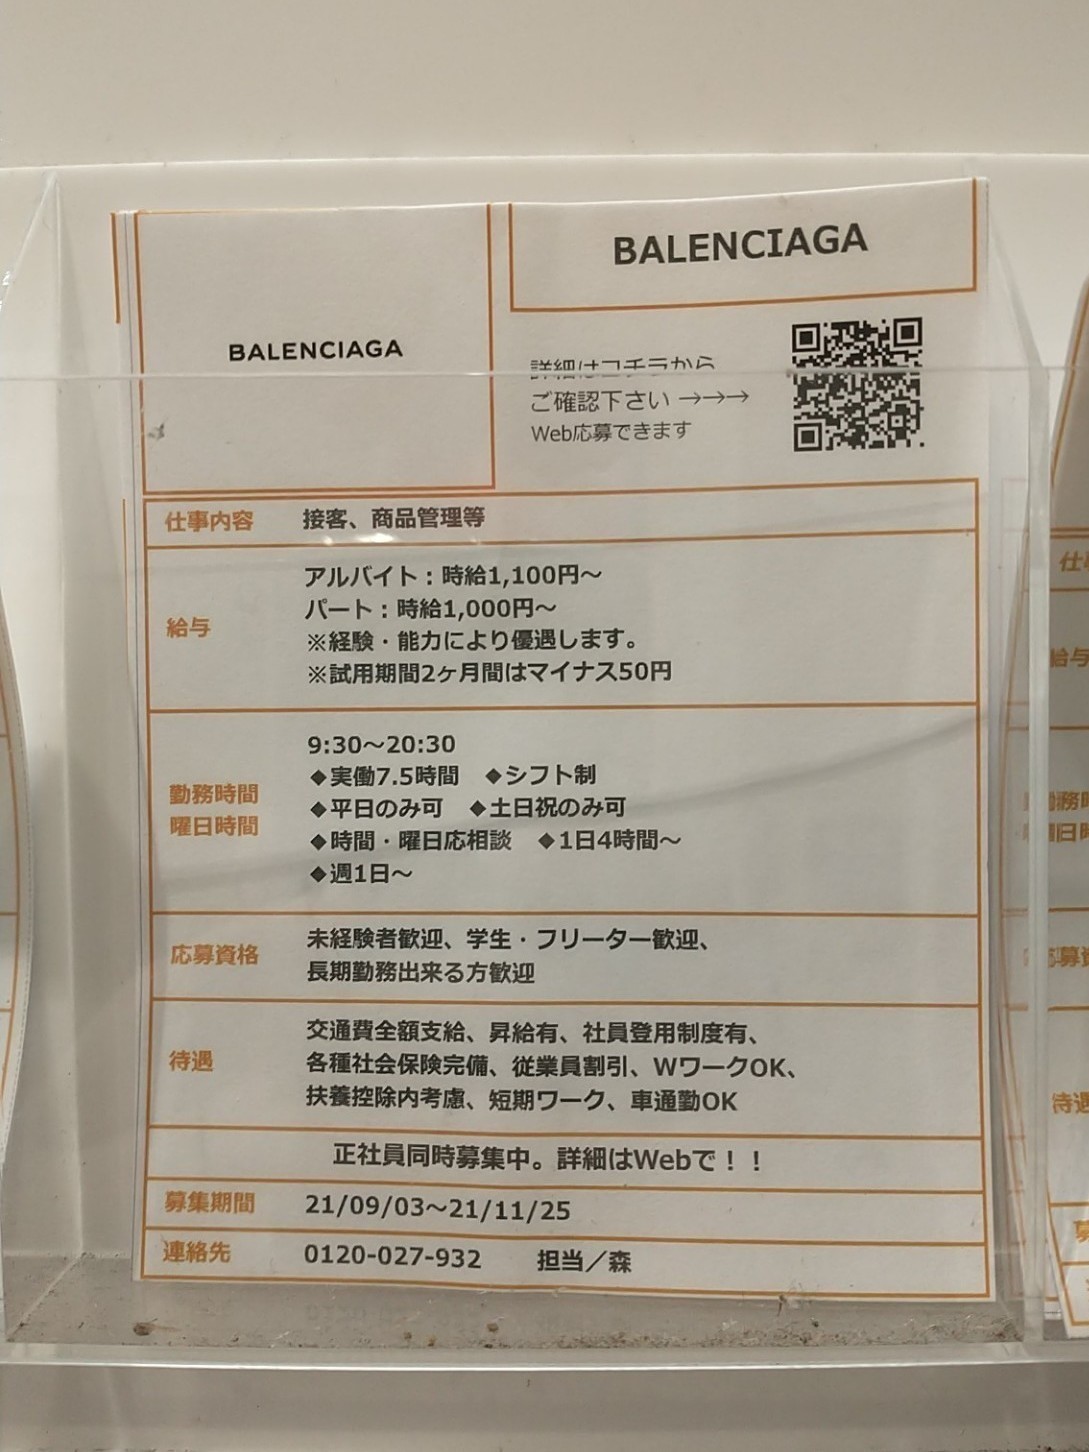 BALENCIAGA
BALENCIAGA
詳細はコチラから
ご確認下さい →→→
Web応募できます
仕事内容 接客、商品管理等
給与
アルバイト：時給1,100円～
パート：時給1,000円～
※経験・能力により優遇します。
※試用期間2ヶ月間はマイナス50円
勤務時間
曜日時間
9:30～20:30
◆実働7.5時間 ◆シフト制
◆平日のみ可 ◆土日祝のみ可
◆時間・曜日応相談 ◆1日4時間～
◆週1日～
応募資格
未経験者歓迎、学生・フリーター歓迎、
長期勤務出来る方歓迎
待遇
交通費全額支給、昇給有、社員登用制度有、
各種社会保険完備、従業員割引、WワークOK、
扶養控除内考慮、短期ワーク、車通勤OK
正社員同時募集中。詳細はWebで！！
募集期間 21/09/03～21/11/25
連絡先 0120-027-932 担当／森
給与
待遇